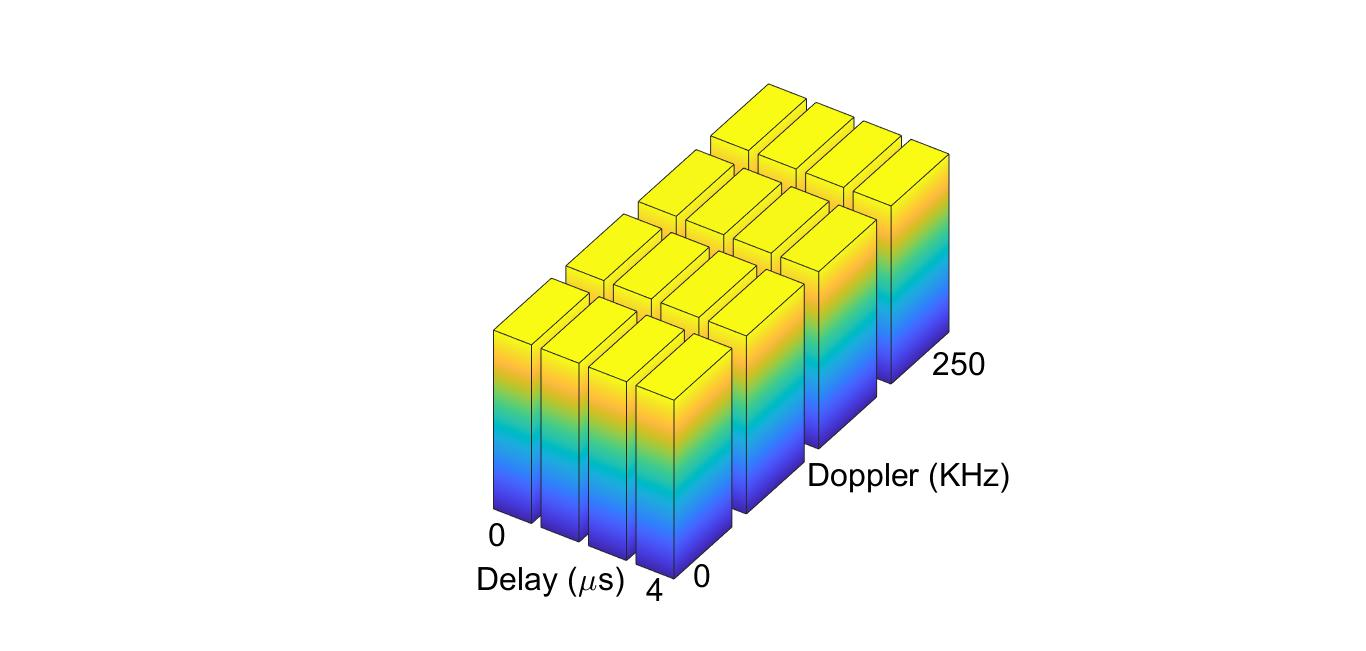 250
Doppler (KHz)
0
0
Delay (μs)
4